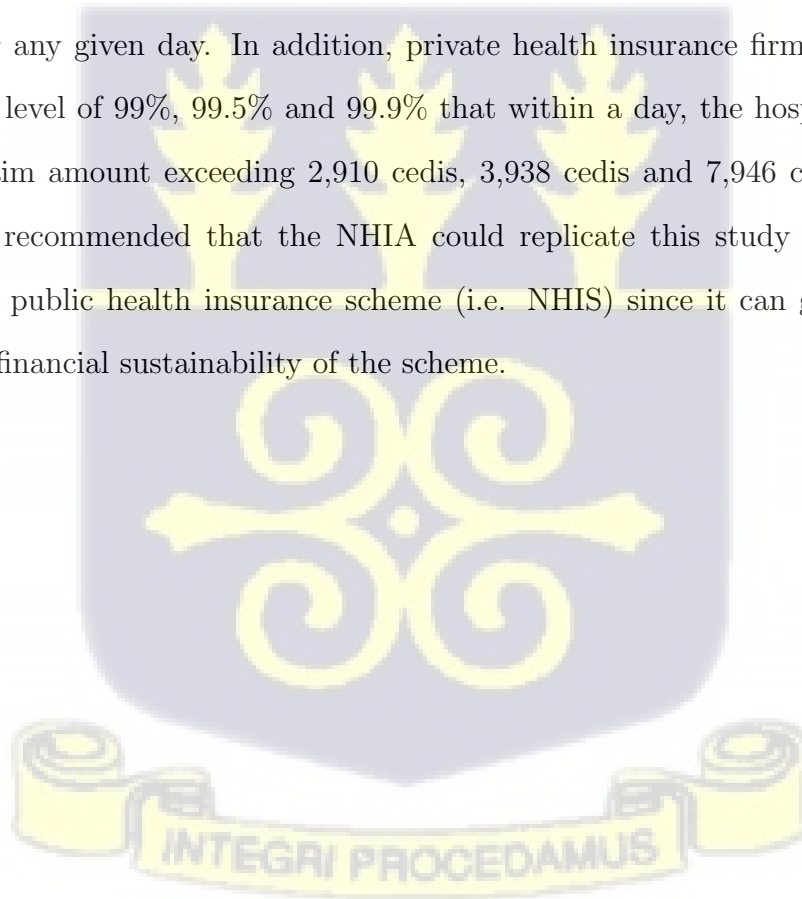 any given day. In addition, private health insurance firm
level of 99%, 99.5% and 99.9% that within a day, the hosp
im amount exceeding 2,910 cedis, 3,938 cedis and 7,946 c
recommended that the NHIA could replicate this study
public health insurance scheme (i.e. NHIS) since it can g
financial sustainability of the scheme.
INTEGRI PROCEDAMUS